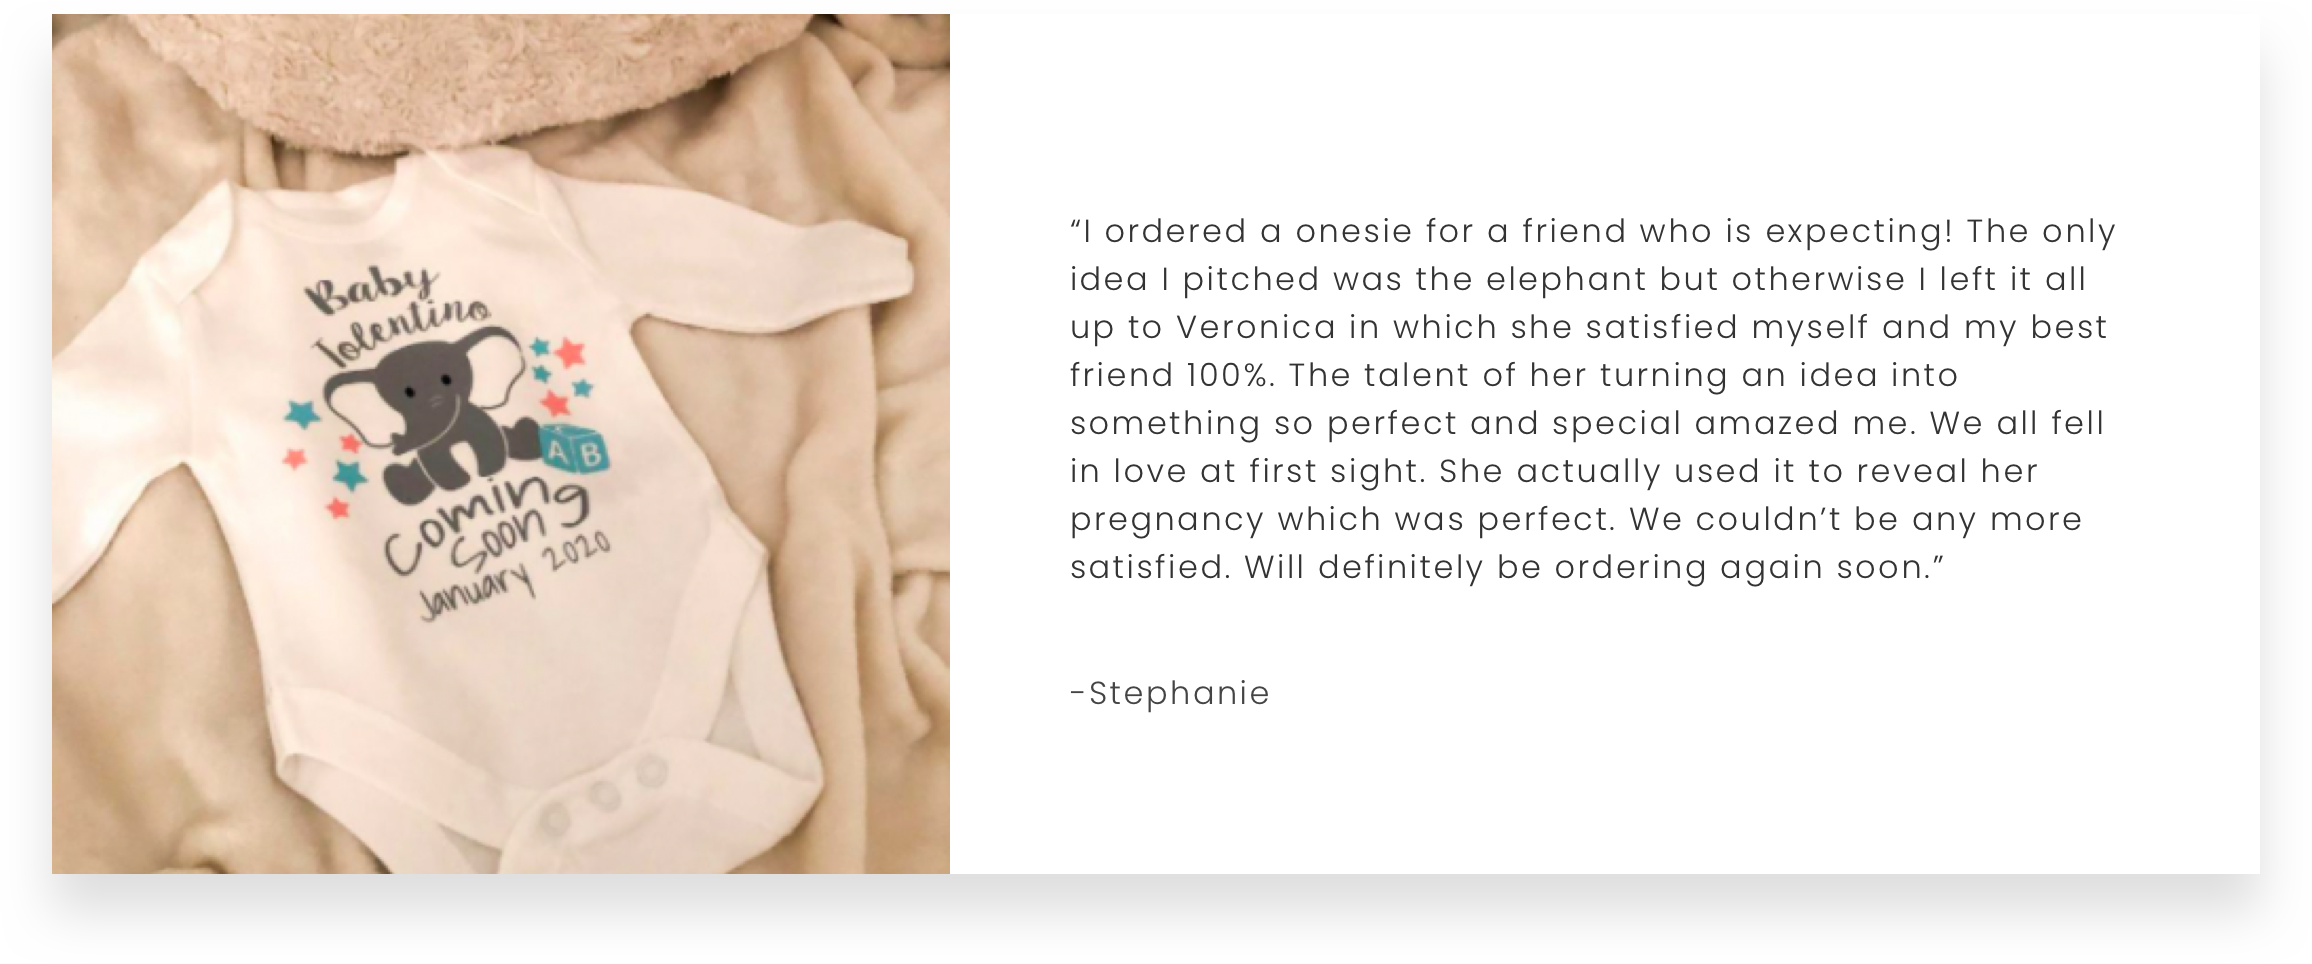 Baby
Tolentino
A B
Coming
Soon
January 2020
“I ordered a onesie for a friend who is expecting! The only
idea I pitched was the elephant but otherwise I left it all
up to Veronica in which she satisfied myself and my best
friend 100%. The talent of her turning an idea into
something so perfect and special amazed me. We all fell
in love at first sight. She actually used it to reveal her
pregnancy which was perfect. We couldn’t be any more
satisfied. Will definitely be ordering again soon.”
-Stephanie